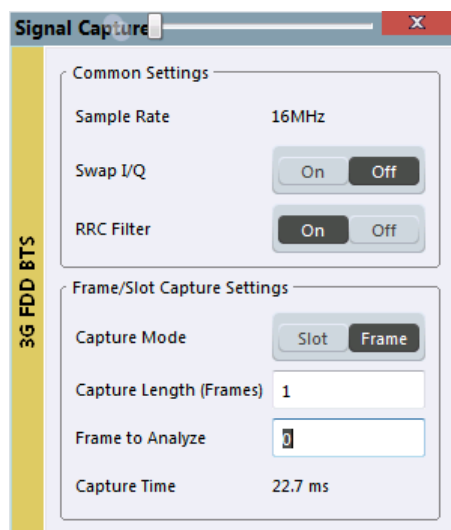 Signal Capture
X
3G FDD BTS
Common Settings
Sample Rate 16MHz
Swap I/Q On Off
RRC Filter On Off
Frame/Slot Capture Settings
Capture Mode Slot Frame
Capture Length (Frames) 1
Frame to Analyze 0
Capture Time 22.7 ms